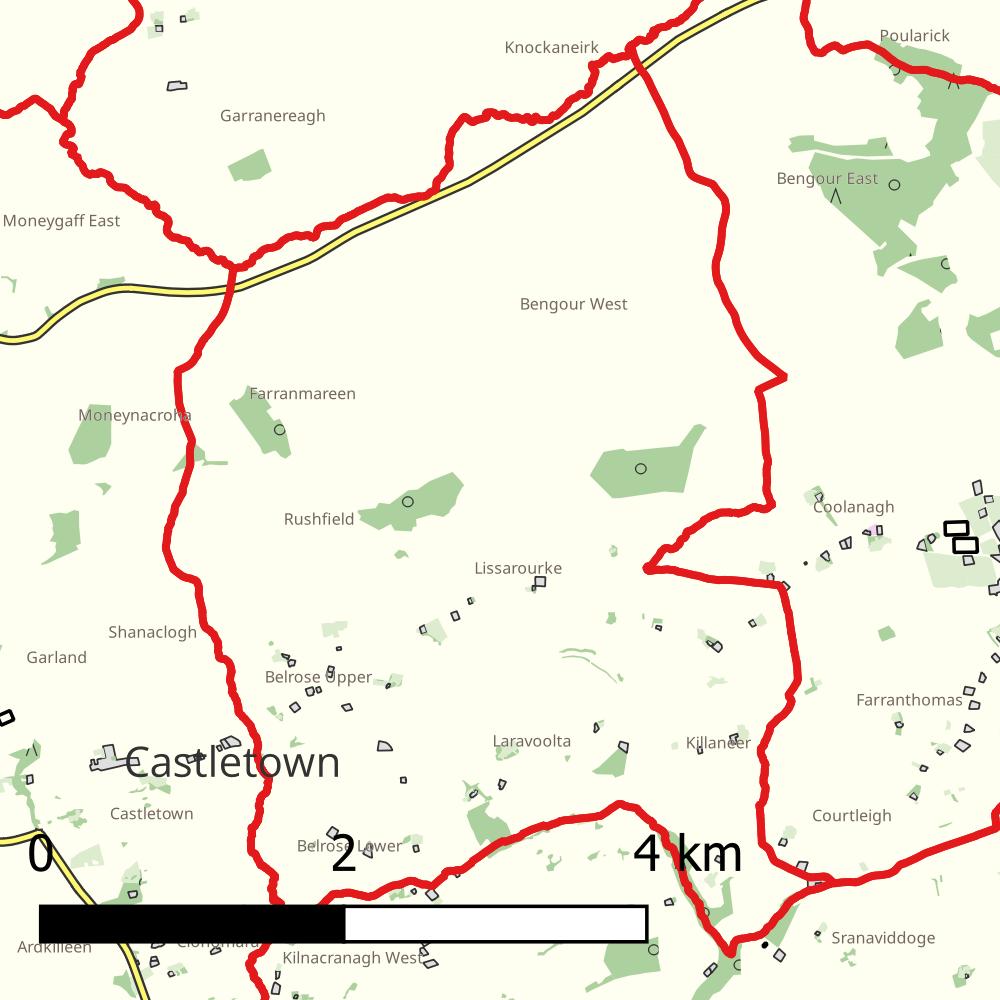 Knockaneirk
Poularick
Garranereagh
Bengour East
Moneygaff East
Bengour West
Farranmareen
Moneynacroha
Coolanagh
Rushfield
Lissarourke
Shanaclogh
Garland
Belrose Upper
Farranthomas
Laravoolta
Killaneer
Castletown
Castletown
Courtleigh
Belrose Lower
0 2 4 km
Sranaviddoge
Ardkilleen
Kilnacranagh West